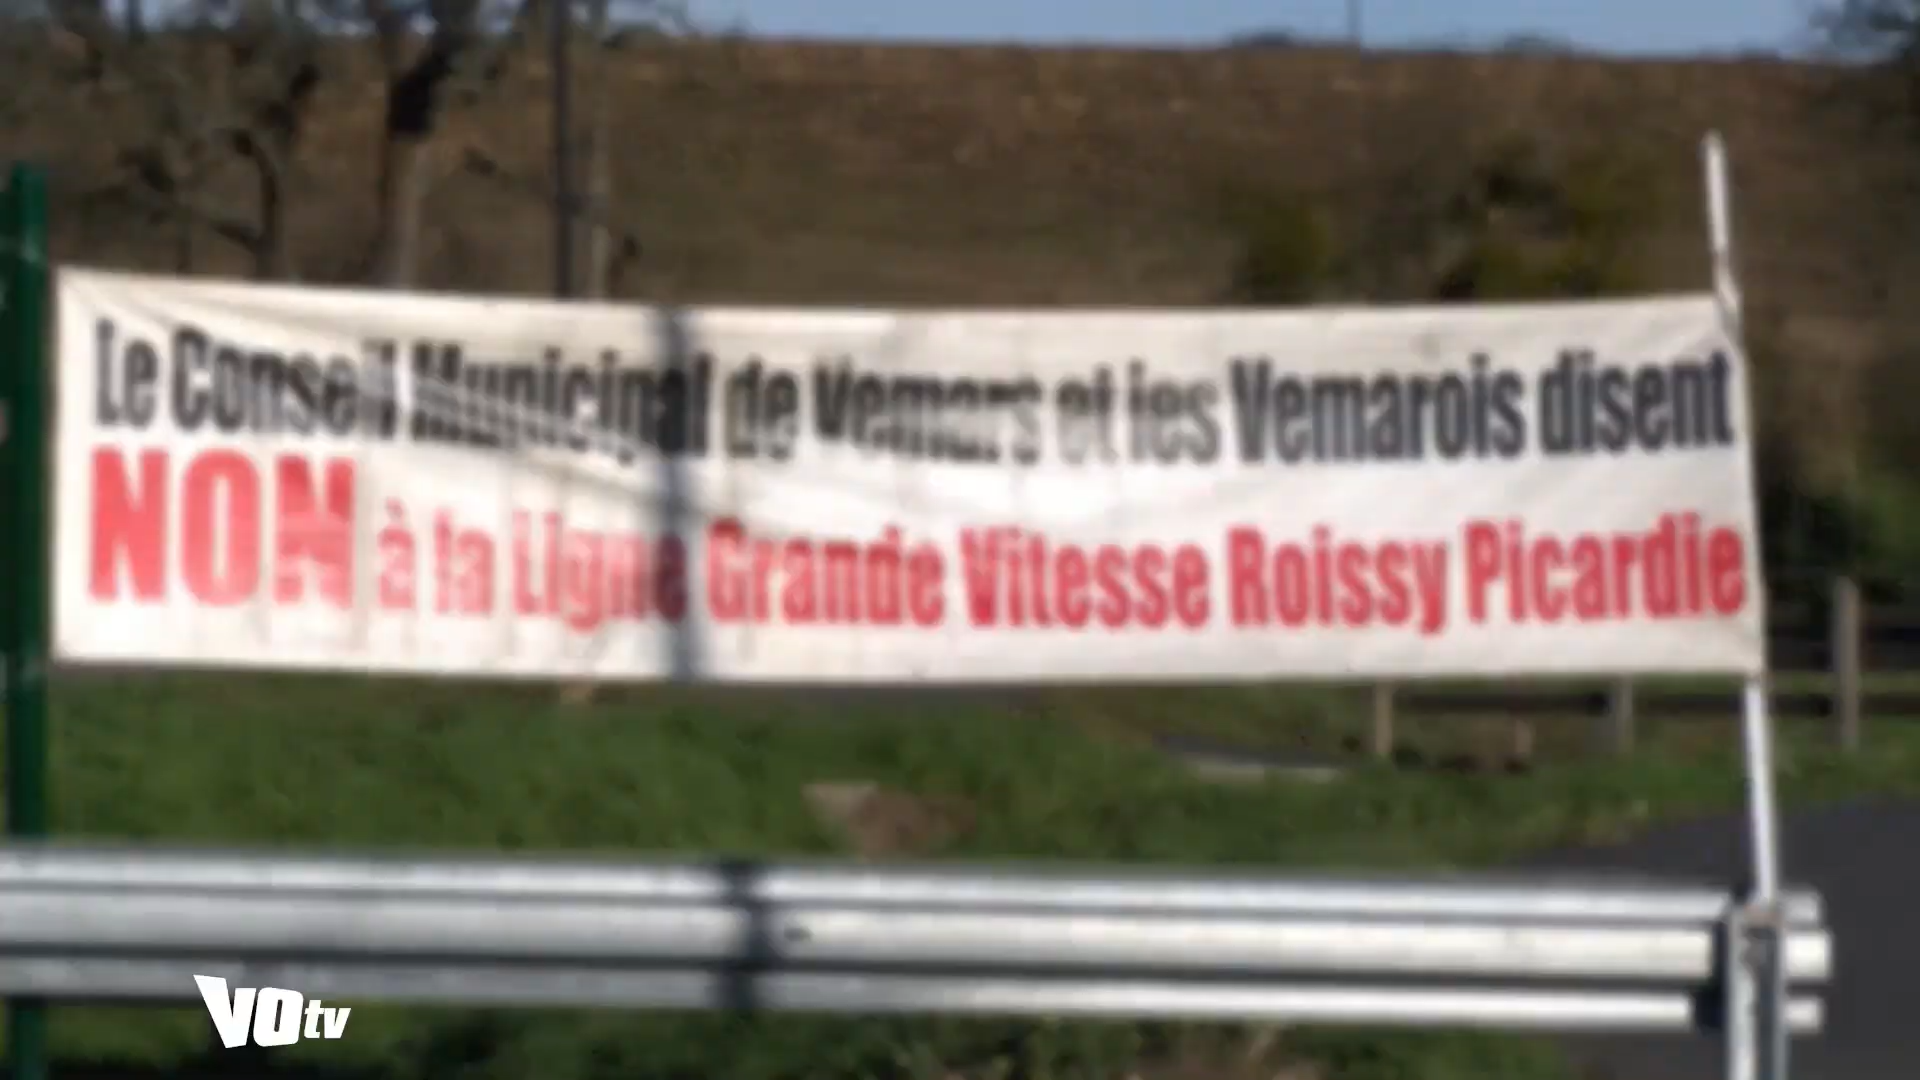 Le Conseil Municipal de Vemars et les Vemarois disent
NON à la Ligne Grande Vitesse Roissy Picardie
VOtv